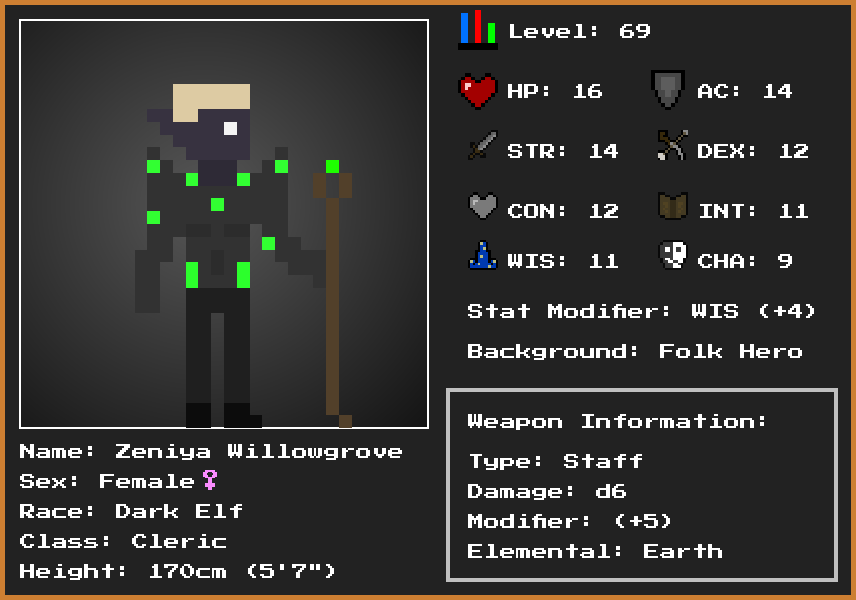 Level: 69
HP: 16 AC: 14
STR: 14 DEX: 12
CON: 12 INT: 11
WIS: 11 CHA: 9
Stat Modifier: WIS (+4)
Background: Folk Hero
Weapon Information:
Type: Staff
Damage: d6
Modifier: (+5)
Elemental: Earth
Name: Zeniya Willowgrove
Sex: Female♀
Race: Dark Elf
Class: Cleric
Height: 170cm (5'7")